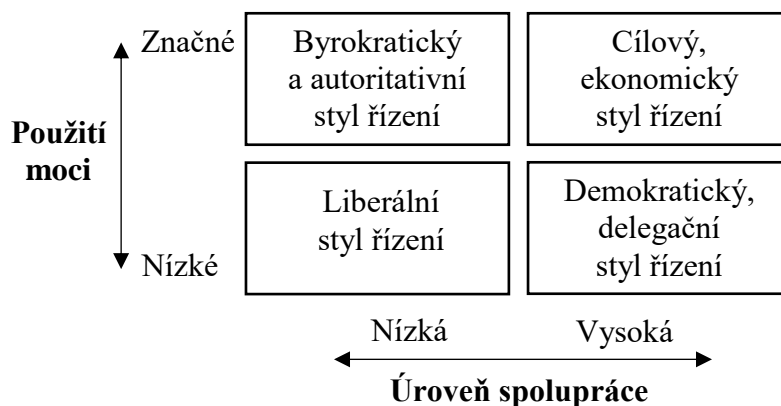 Značné
Byrokratický
a autoritativní
styl řízení
Cílový,
ekonomický
styl řízení
Použití
moci
Liberální
styl řízení
Demokratický,
delegační
styl řízení
Nízké
Nízká
Vysoká
Úroveň spolupráce